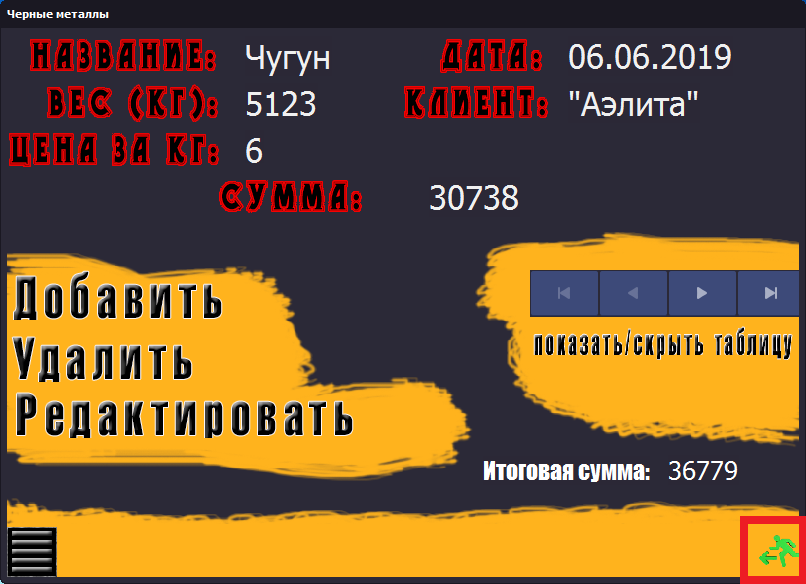 Черные металлы
НАЗВАНИЕ: Чугун ДАТА: 06.06.2019
ВЕС (КГ): 5123 КЛИЕНТ: "Аэлита"
ЦЕНА ЗА КГ: 6
СУММА: 30738
Добавить
показать/скрыть таблицу
Удалить
Редактировать
Итоговая сумма: 36779